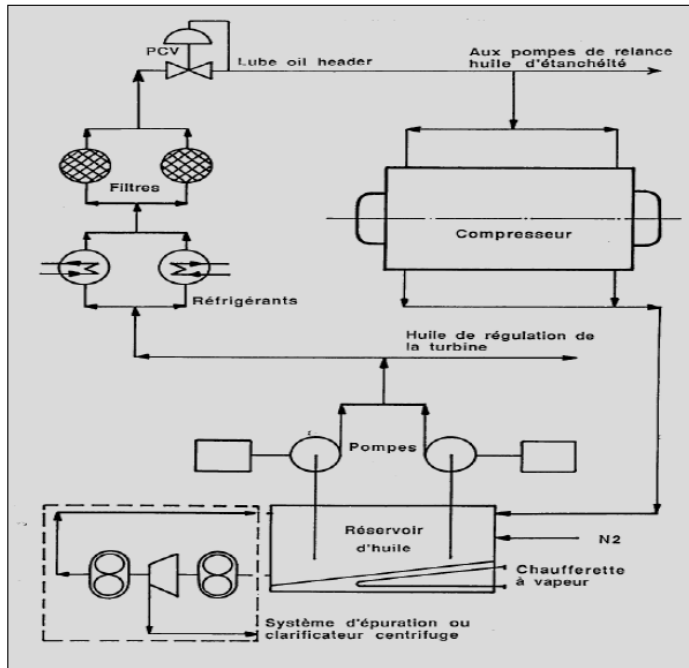 PCV
Lube oil header
Aux pompes de relance
huile d'étanchéité
Filtres
Compresseur
Réfrigérants
Huile de régulation de
la turbine
Pompes
Réservoir
d'huile
N2
Chaufferette
à vapeur
Système d'épuration ou
clarificateur centrifuge